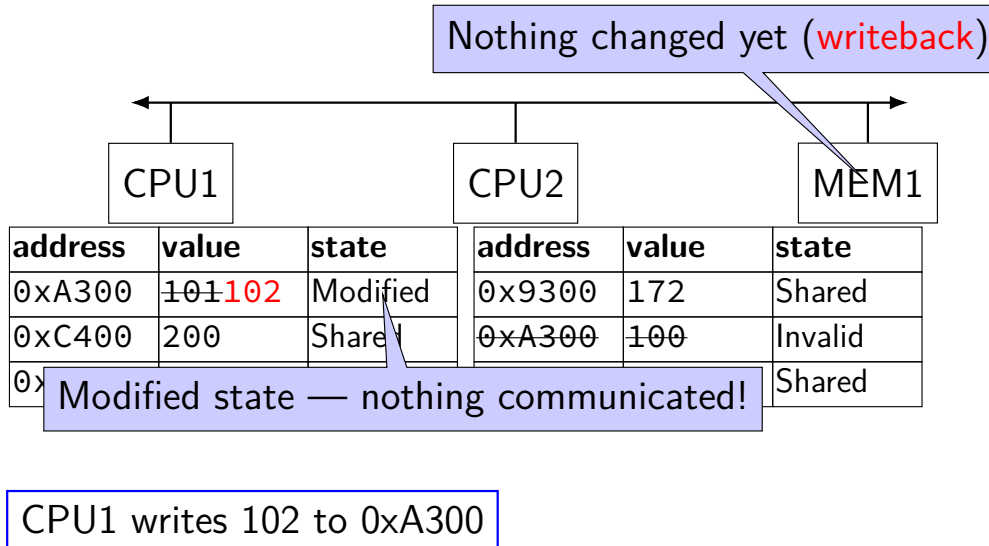 Nothing changed yet (writeback)
CPU1 CPU2 MEM1
address value state address value state
0xA300 101102 Modified 0x9300 172 Shared
0xC400 200 Shared 0xA300 100 Invalid
0x Shared
Modified state — nothing communicated!
CPU1 writes 102 to 0xA300